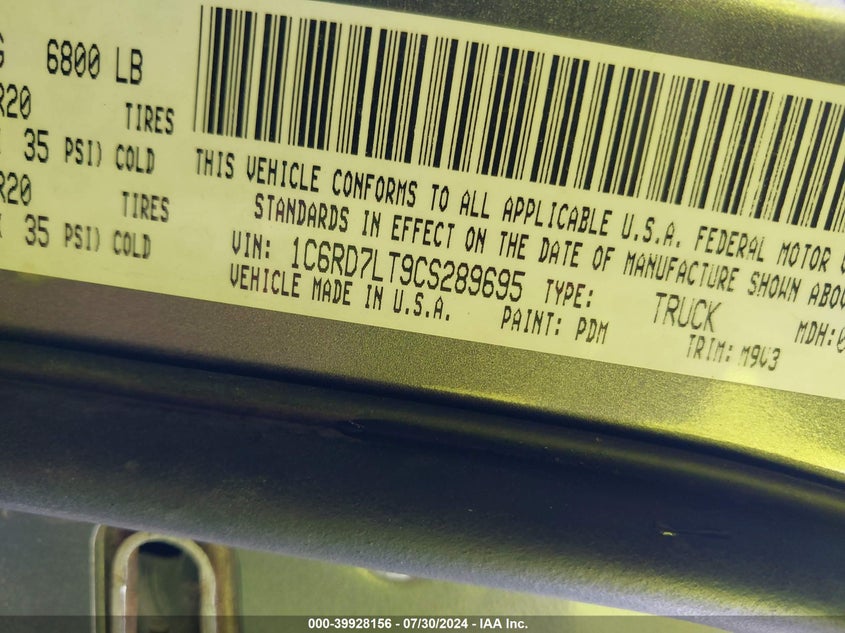 G 6800 LB
R20 TIRES
35 PSI) COLD
R20 TIRES
35 PSI) COLD
THIS VEHICLE CONFORMS TO ALL APPLICABLE U.S.A. FEDERAL MOTOR
STANDARDS IN EFFECT ON THE DATE OF MANUFACTURE SHOWN ABOV
VIN: 1C6RD7LT9CS289695 TYPE: TRUCK MDH:0
VEHICLE MADE IN U.S.A. PAINT: PDM TRIM: M9V3
000-39928156 - 07/30/2024 - IAA Inc.